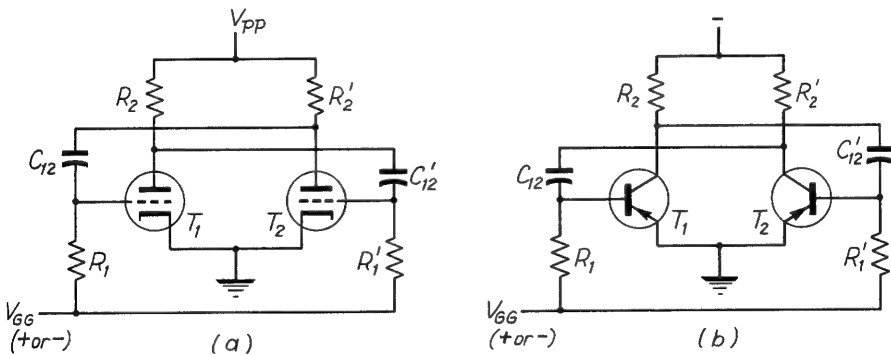 V_PP
R_2
R_2'
C_12
C_12'
T_1
T_2
R_1
R_1'
V_GG
(+or-)
(a)
-
R_2
R_2'
C_12
C_12'
T_1
T_2
R_1
R_1'
V_GG
(+or-)
(b)